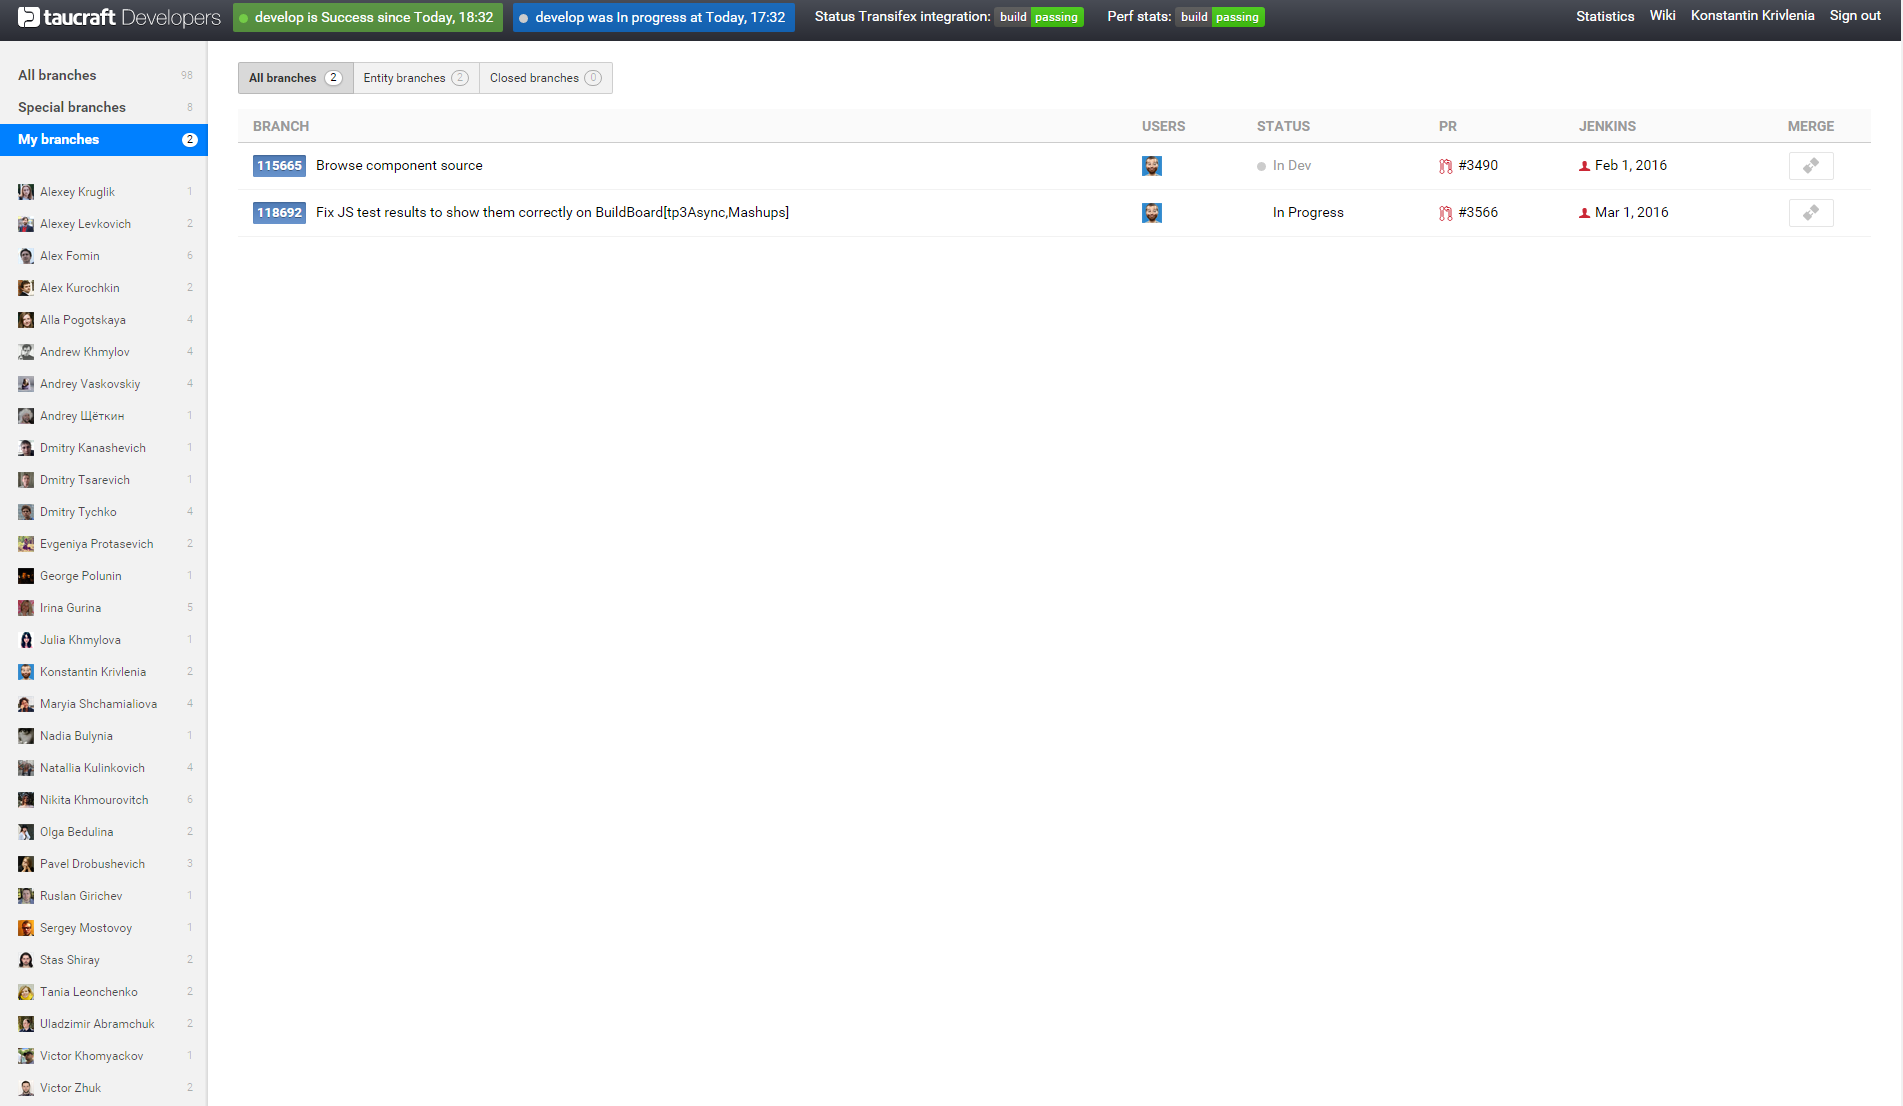 taucraft Developers develop is Success since Today, 18:32 develop was In progress at Today, 17:32 Status Transifex integration: build passing Perf stats: build passing Statistics Wiki Konstantin Krivlenia Sign out
All branches 98
Special branches 8
My branches 2
Alexey Kruglik 1
Alexey Levkovich 2
Alex Fomin 6
Alex Kurochkin 2
Alla Pogotskaya 4
Andrew Khmylov 4
Andrey Vaskovskiy 4
Andrey Щёткин 1
Dmitry Kanashevich 1
Dmitry Tsarevich 1
Dmitry Tychko 4
Evgeniya Protasevich 2
George Polunin 1
Irina Gurina 5
Julia Khmylova 1
Konstantin Krivlenia 2
Maryia Shchamialiova 4
Nadia Bulynia 1
Natallia Kulinkovich 4
Nikita Khmourovitch 6
Olga Bedulina 2
Pavel Drobushevich 3
Ruslan Girichev 1
Sergey Mostovoy 1
Stas Shiray 2
Tania Leonchenko 2
Uladzimir Abramchuk 2
Victor Khomyackov 1
Victor Zhuk 2
All branches 2 Entity branches 2 Closed branches 0
BRANCH USERS STATUS PR JENKINS MERGE
115665 Browse component source In Dev #3490 Feb 1, 2016
118692 Fix JS test results to show them correctly on BuildBoard[tp3Async,Mashups] In Progress #3566 Mar 1, 2016